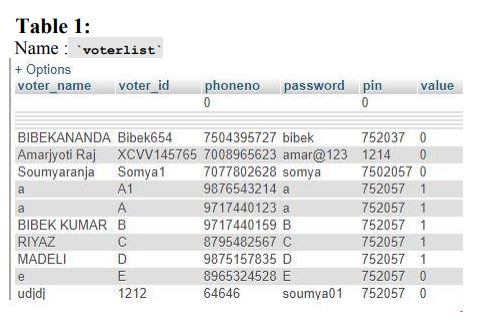 Table 1:
Name : `voterlist`
+ Options
voter_name voter_id phoneno password pin value
0 0
BIBEKANANDA Bibek654 7504395727 bibek 752037 0
Amarjyoti Raj XCVV145765 7008965623 amar@123 1214 0
Soumyaranja Somya1 7077802628 somya 7502057 0
a A1 9876543214 a 752057 1
a A 9717440123 a 752057 1
BIBEK KUMAR B 9717440159 B 752057 1
RIYAZ C 8795482567 C 752057 1
MADELI D 9875157835 D 752057 1
e E 8965324528 E 752057 0
udjdj 1212 64646 soumya01 752057 0